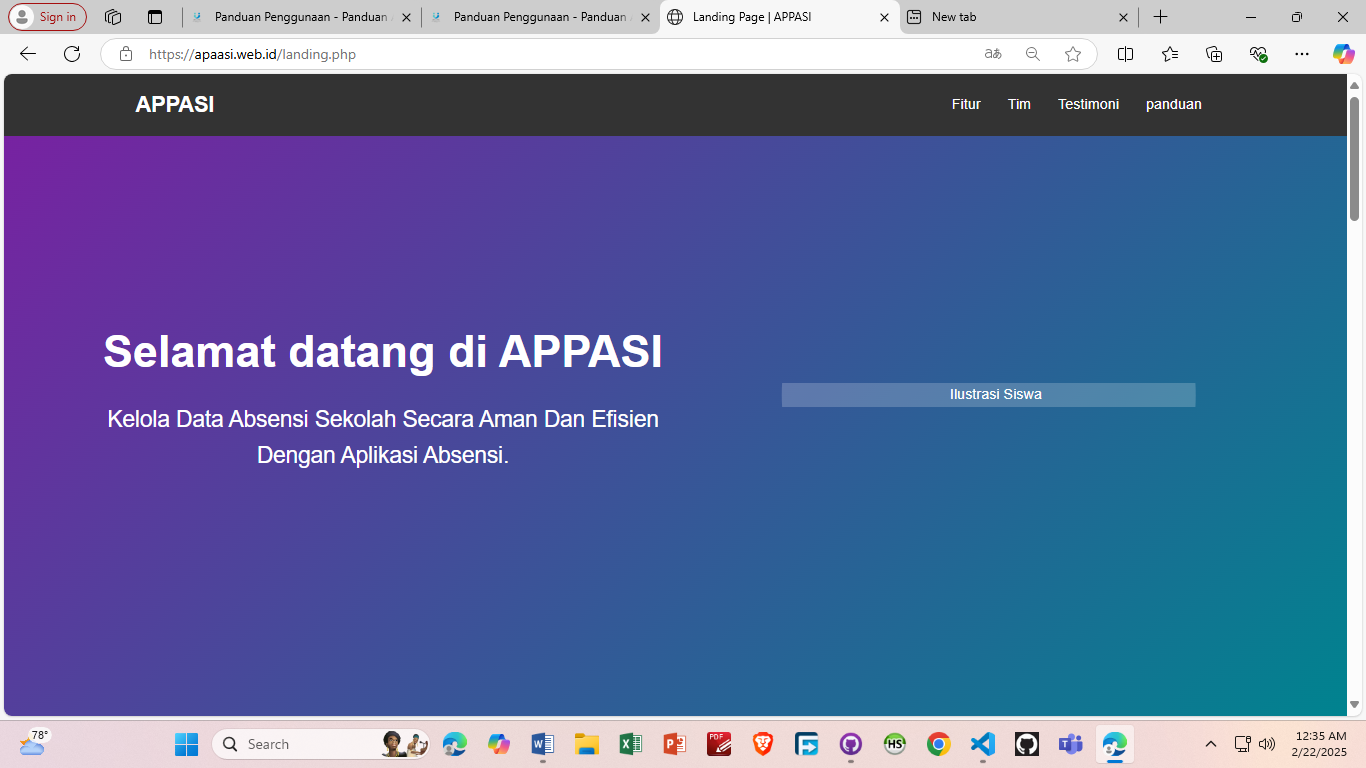 Sign in
Panduan Penggunaan - Panduan
Panduan Penggunaan - Panduan
Landing Page | APPASI
New tab
https://apaasi.web.id/landing.php
APPASI
Fitur
Tim
Testimoni
panduan
Selamat datang di APPASI
Kelola Data Absensi Sekolah Secara Aman Dan Efisien
Dengan Aplikasi Absensi.
Ilustrasi Siswa
78°
Search
12:35 AM
2/22/2025